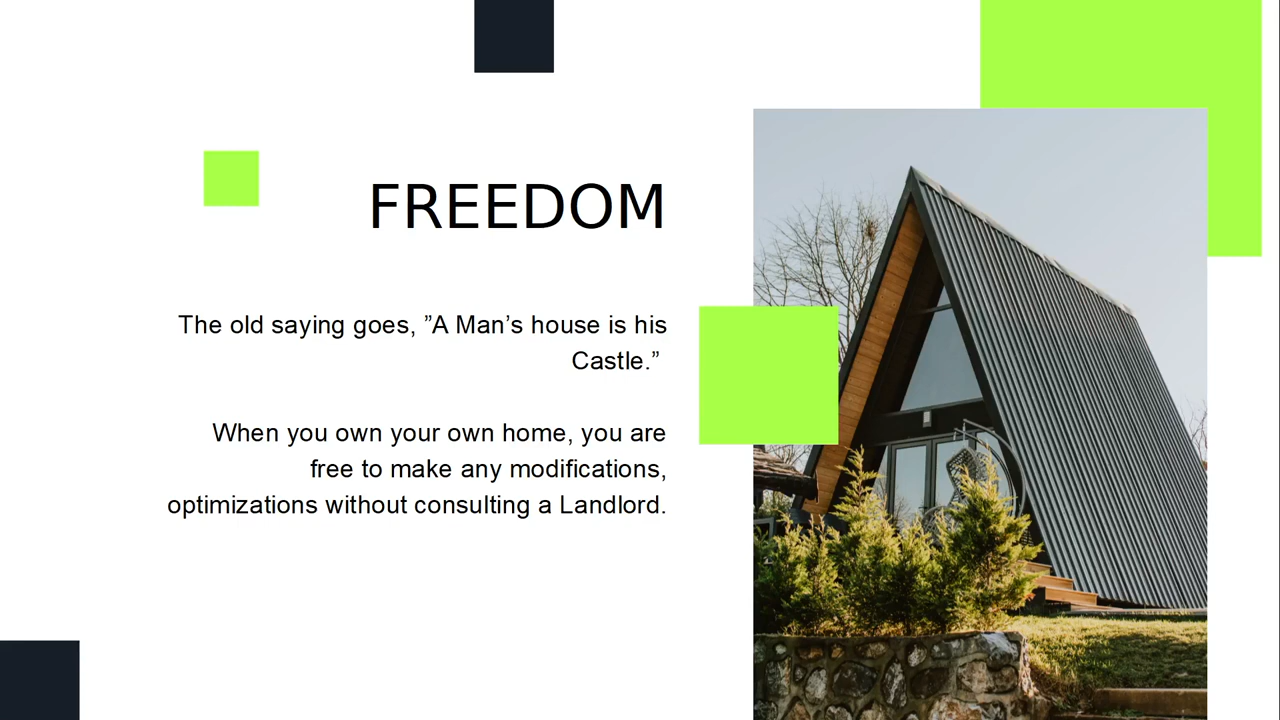 FREEDOM
The old saying goes, ”A Man’s house is his
Castle.”
When you own your own home, you are
free to make any modifications,
optimizations without consulting a Landlord.